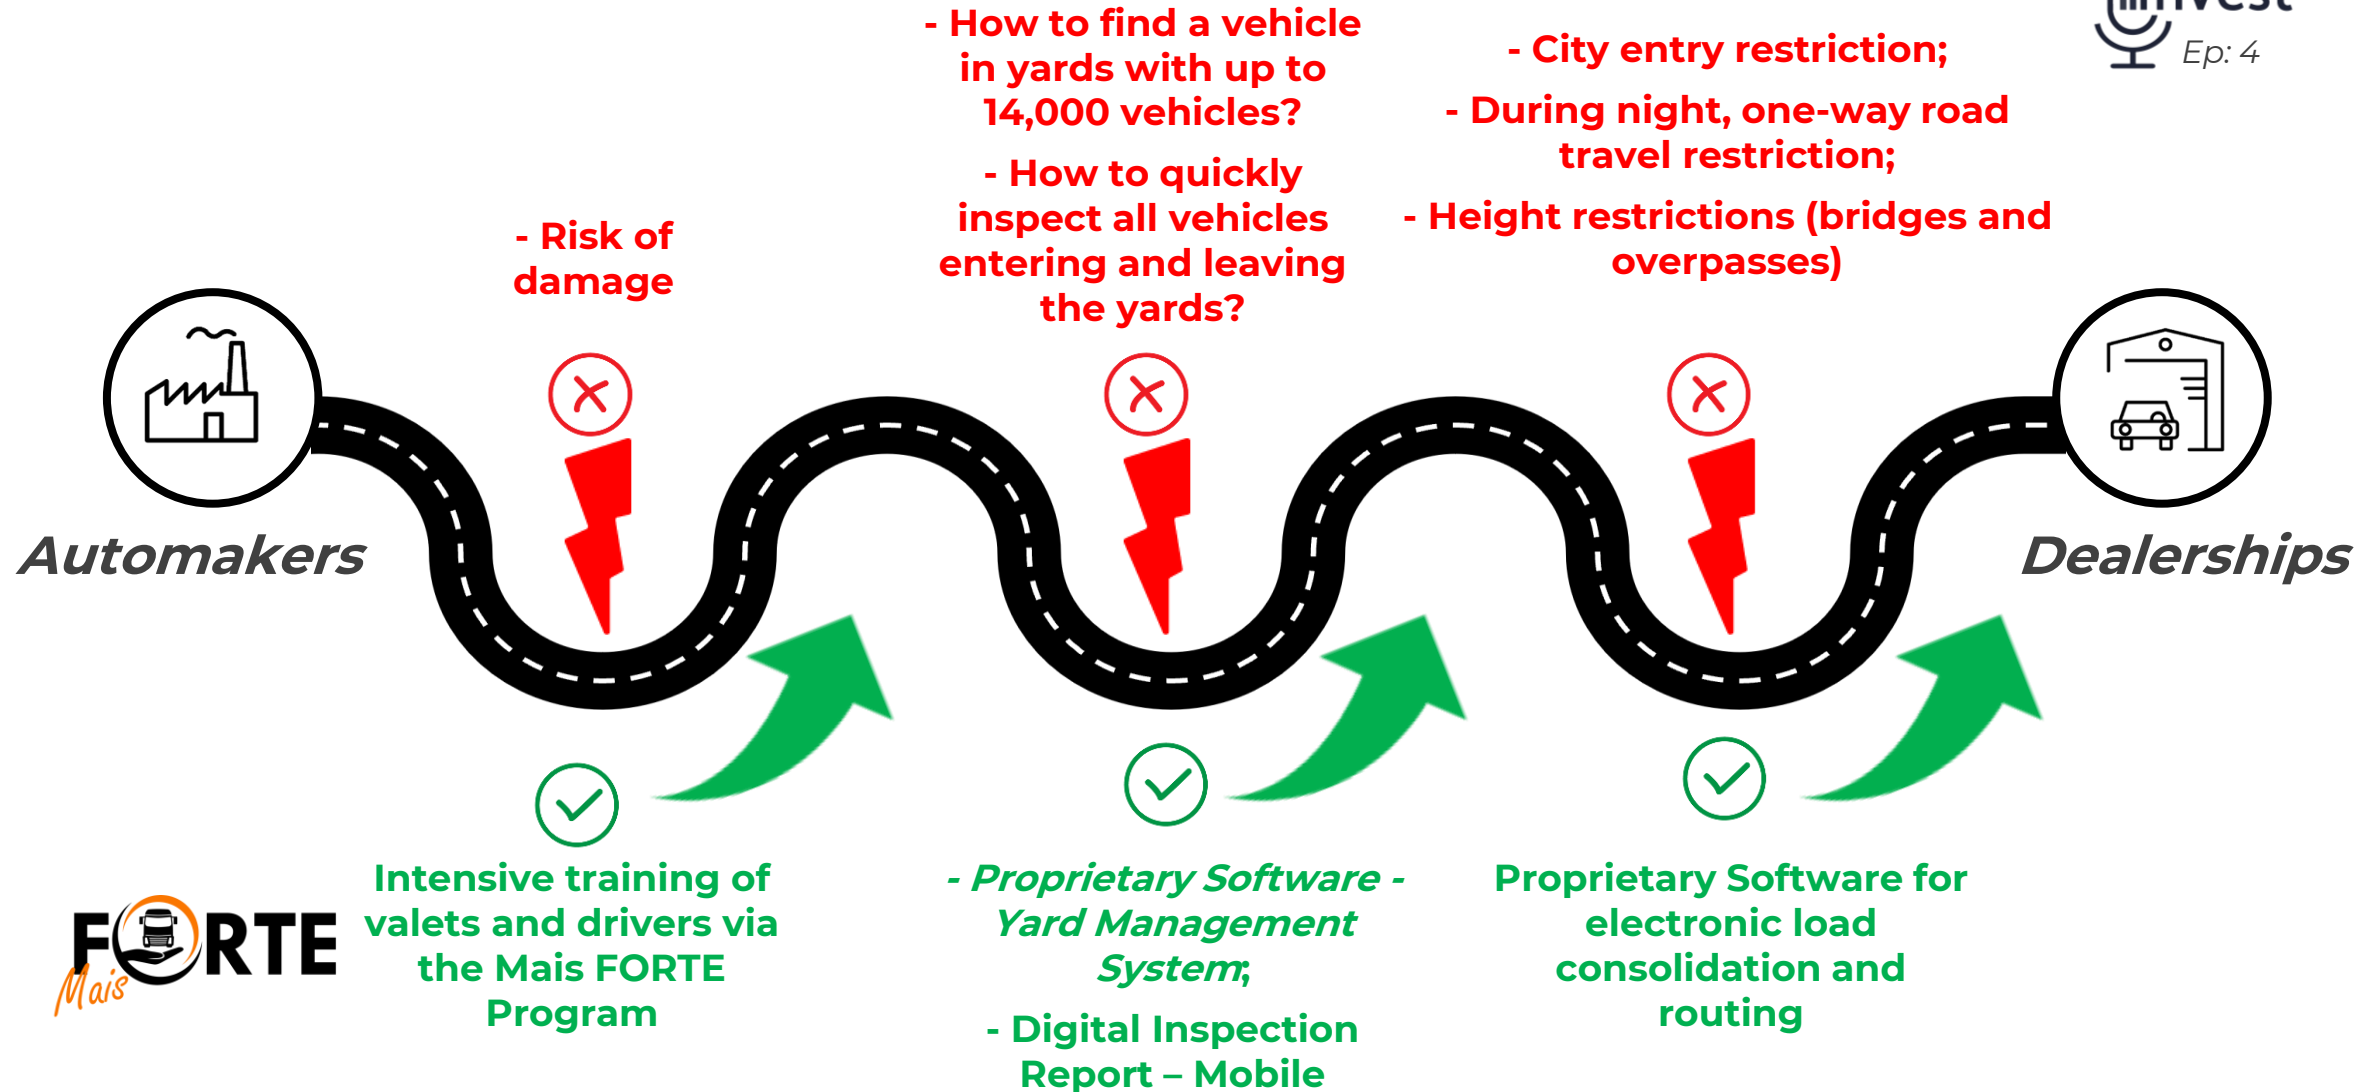 - How to find a vehicle
in yards with up to
14,000 vehicles?
- How to quickly
inspect all vehicles
entering and leaving
the yards?
- City entry restriction;
- During night, one-way road
travel restriction;
- Height restrictions (bridges and
overpasses)
Ep: 4
- Risk of
damage
Automakers
Dealerships
FORTE
Mais
Intensive training of
valets and drivers via
the Mais FORTE
Program
- Proprietary Software -
Yard Management
System;
- Digital Inspection
Report – Mobile
Proprietary Software for
electronic load
consolidation and
routing